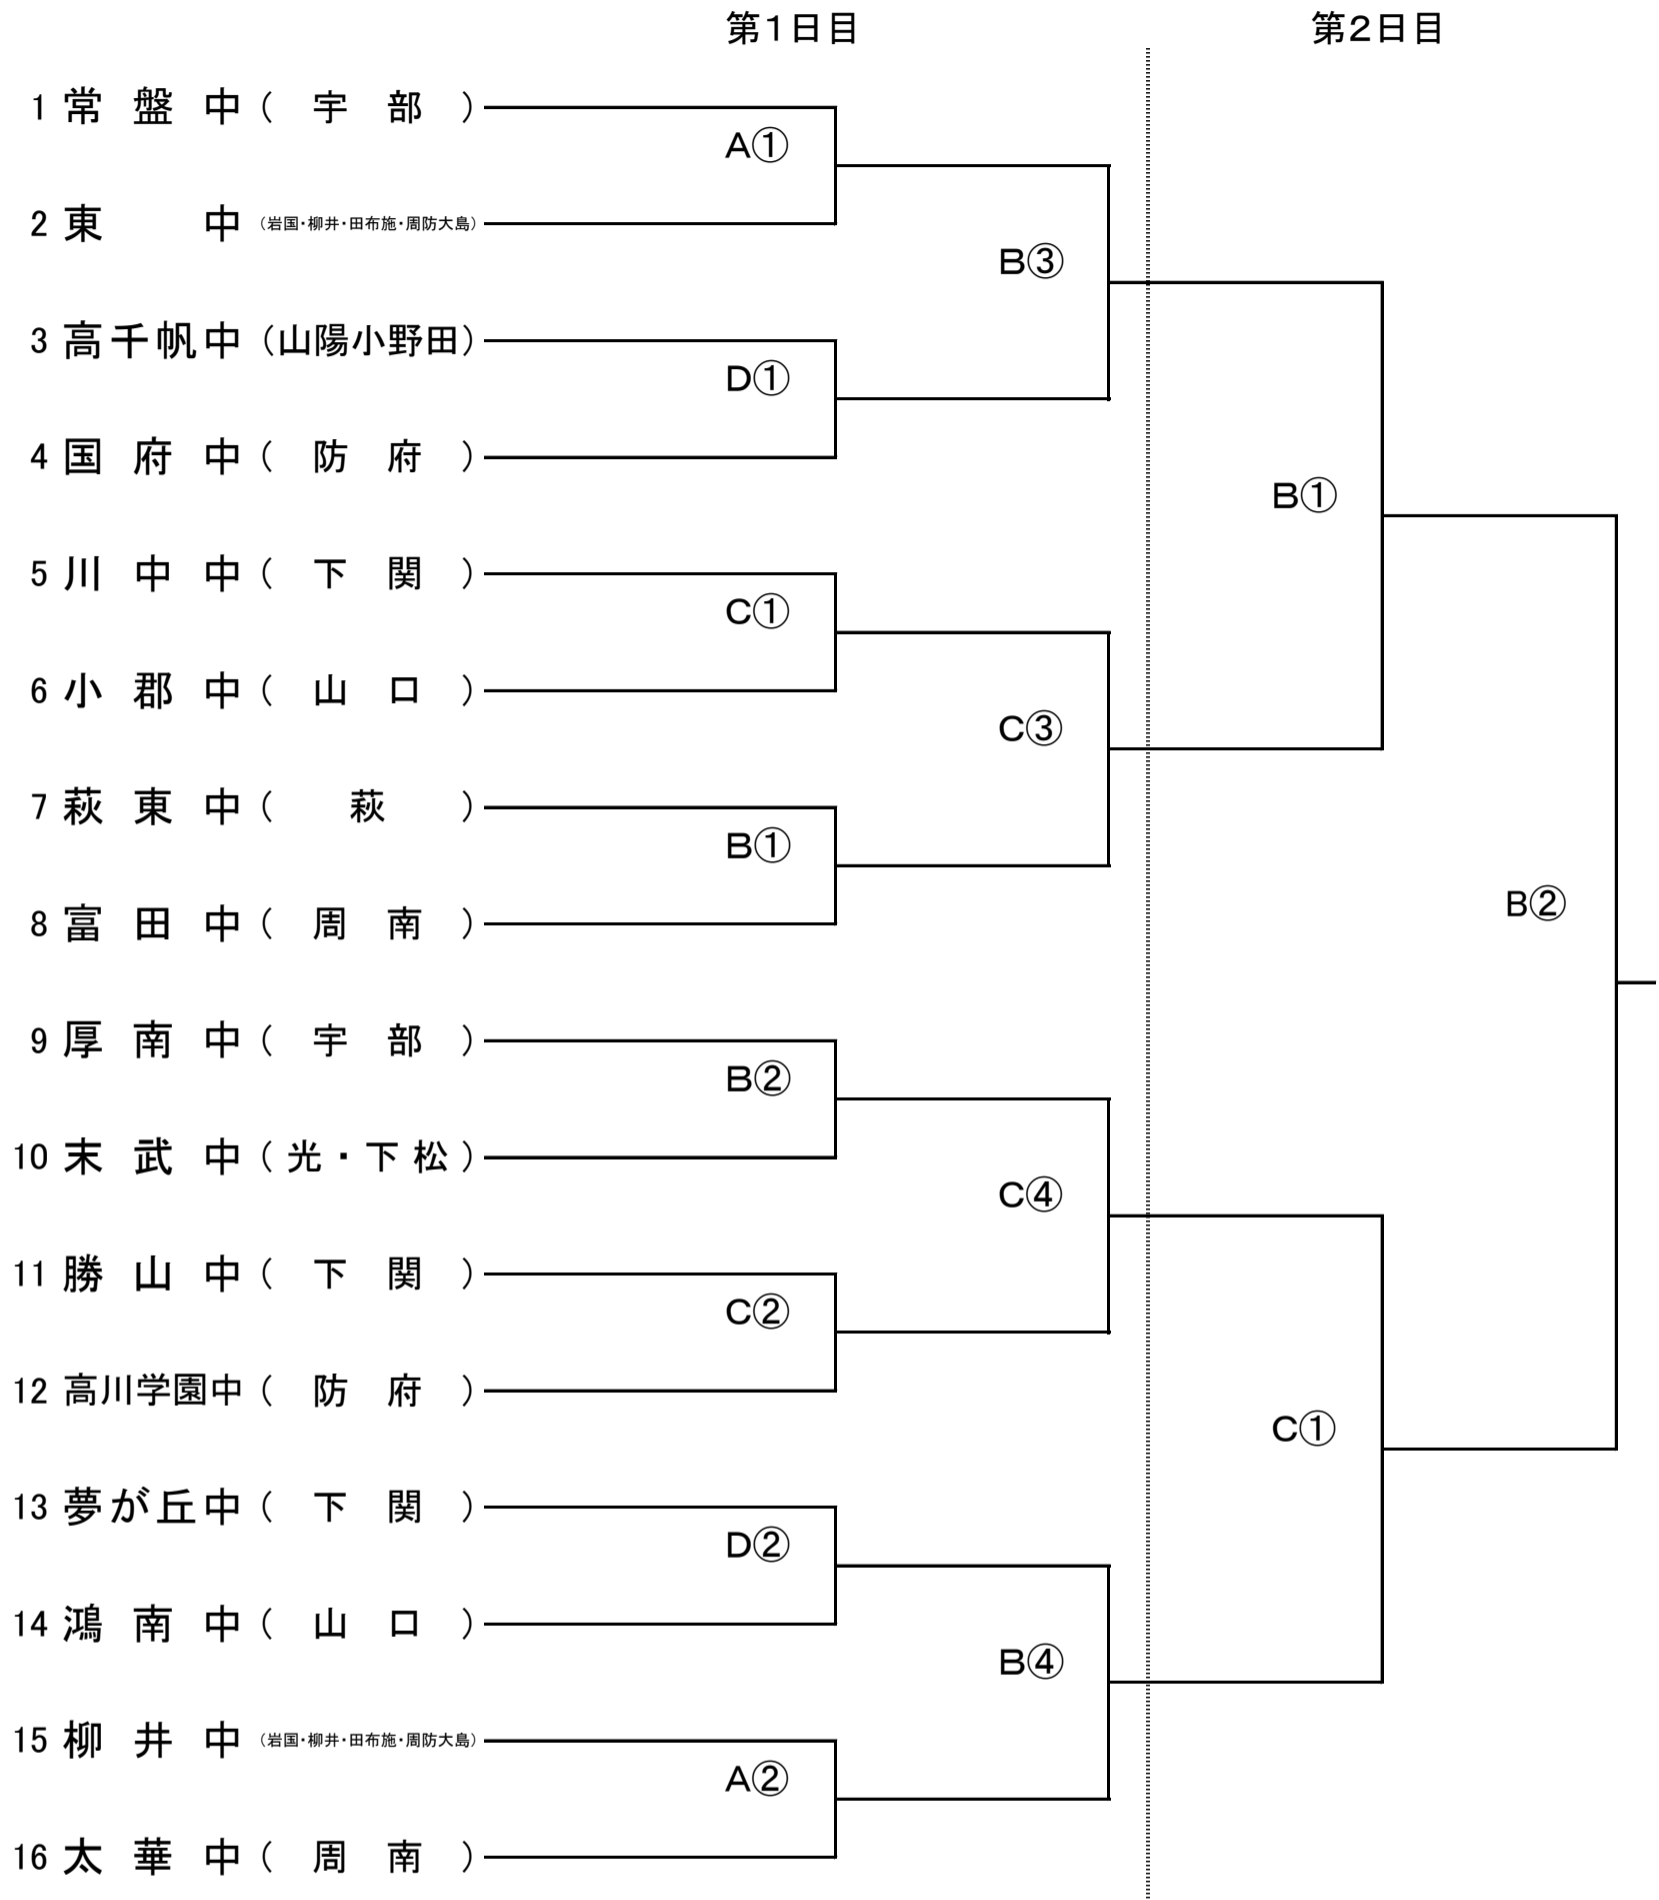 第1日目 第2日目
1 常盤中(宇部)
A①
2 東中(岩国・柳井・田布施・周防大島)
B③
3 高千帆中(山陽小野田)
D①
4 国府中(防府)
B①
5 川中中(下関)
C①
6 小郡中(山口)
C③
7 萩東中(萩)
B①
B②
8 富田中(周南)
9 厚南中(宇部)
B②
10 末武中(光・下松)
C④
11 勝山中(下関)
C②
12 高川学園中(防府)
C①
13 夢が丘中(下関)
D②
14 鴻南中(山口)
B④
15 柳井中(岩国・柳井・田布施・周防大島)
A②
16 太華中(周南)